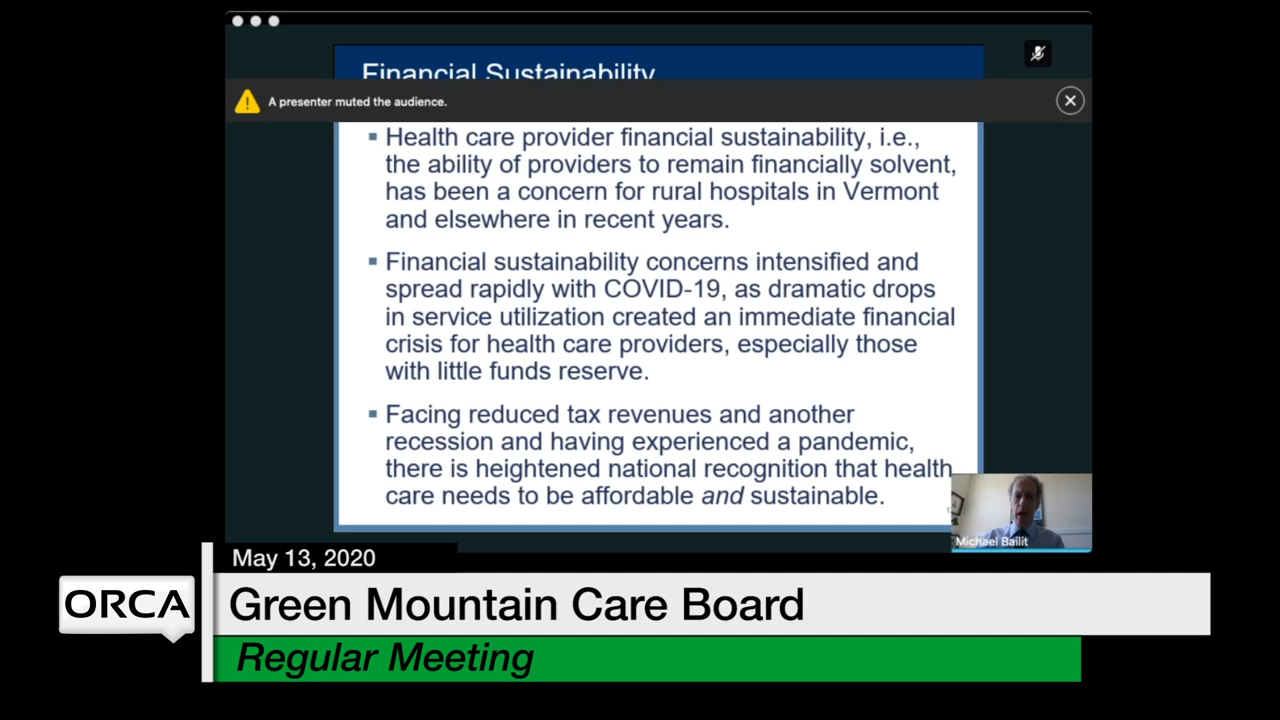 Financial Sustainability
A presenter muted the audience.
▪ Health care provider financial sustainability, i.e.,
the ability of providers to remain financially solvent,
has been a concern for rural hospitals in Vermont
and elsewhere in recent years.
▪ Financial sustainability concerns intensified and
spread rapidly with COVID-19, as dramatic drops
in service utilization created an immediate financial
crisis for health care providers, especially those
with little funds reserve.
▪ Facing reduced tax revenues and another
recession and having experienced a pandemic,
there is heightened national recognition that health
care needs to be affordable and sustainable.
Michael Bailit
May 13, 2020
ORCA
Green Mountain Care Board
Regular Meeting